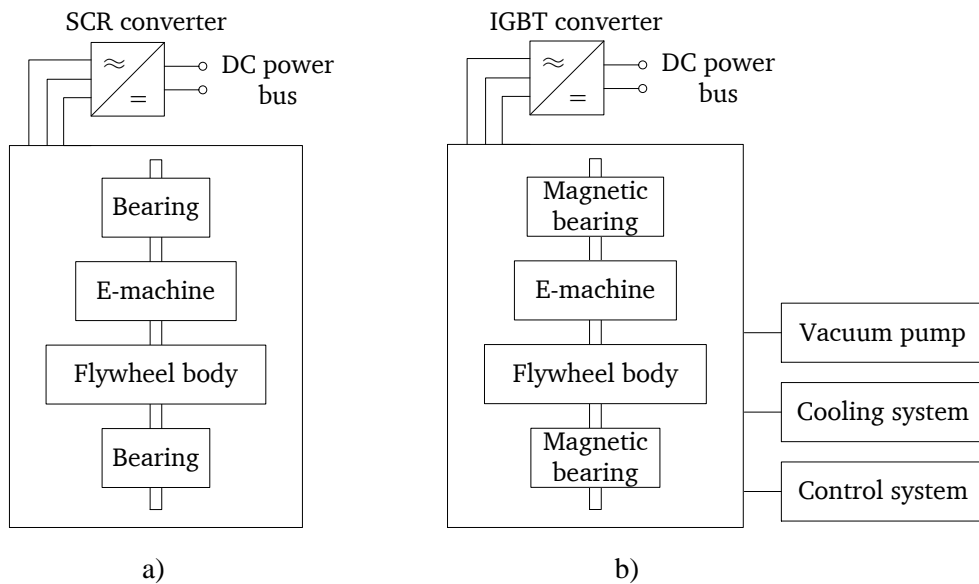 SCR converter
≈
=
DC power
bus
Bearing
E-machine
Flywheel body
Bearing
a)
IGBT converter
≈
=
DC power
bus
Magnetic
bearing
E-machine
Flywheel body
Magnetic
bearing
Vacuum pump
Cooling system
Control system
b)